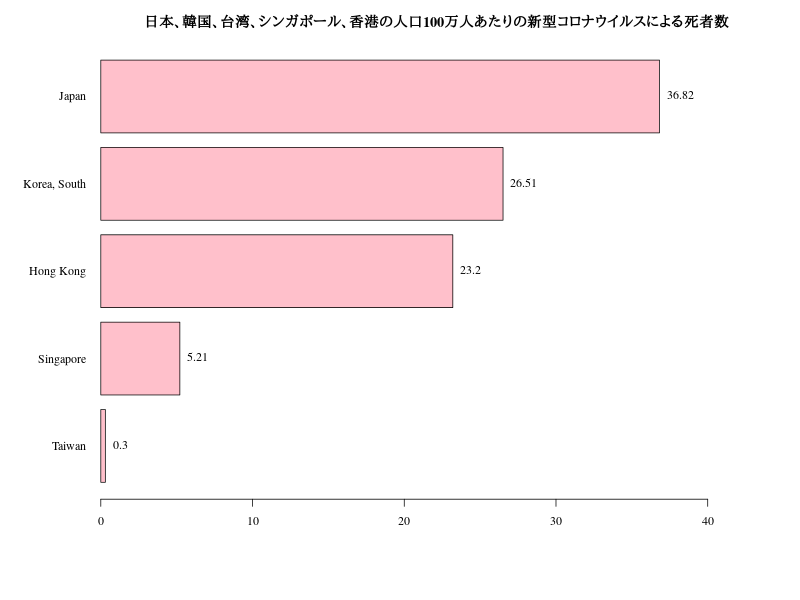 日本、韓国、台湾、シンガポール、香港の人口100万人あたりの新型コロナウイルスによる死者数
Japan 36.82
Korea, South 26.51
Hong Kong 23.2
Singapore 5.21
Taiwan 0.3
0 10 20 30 40